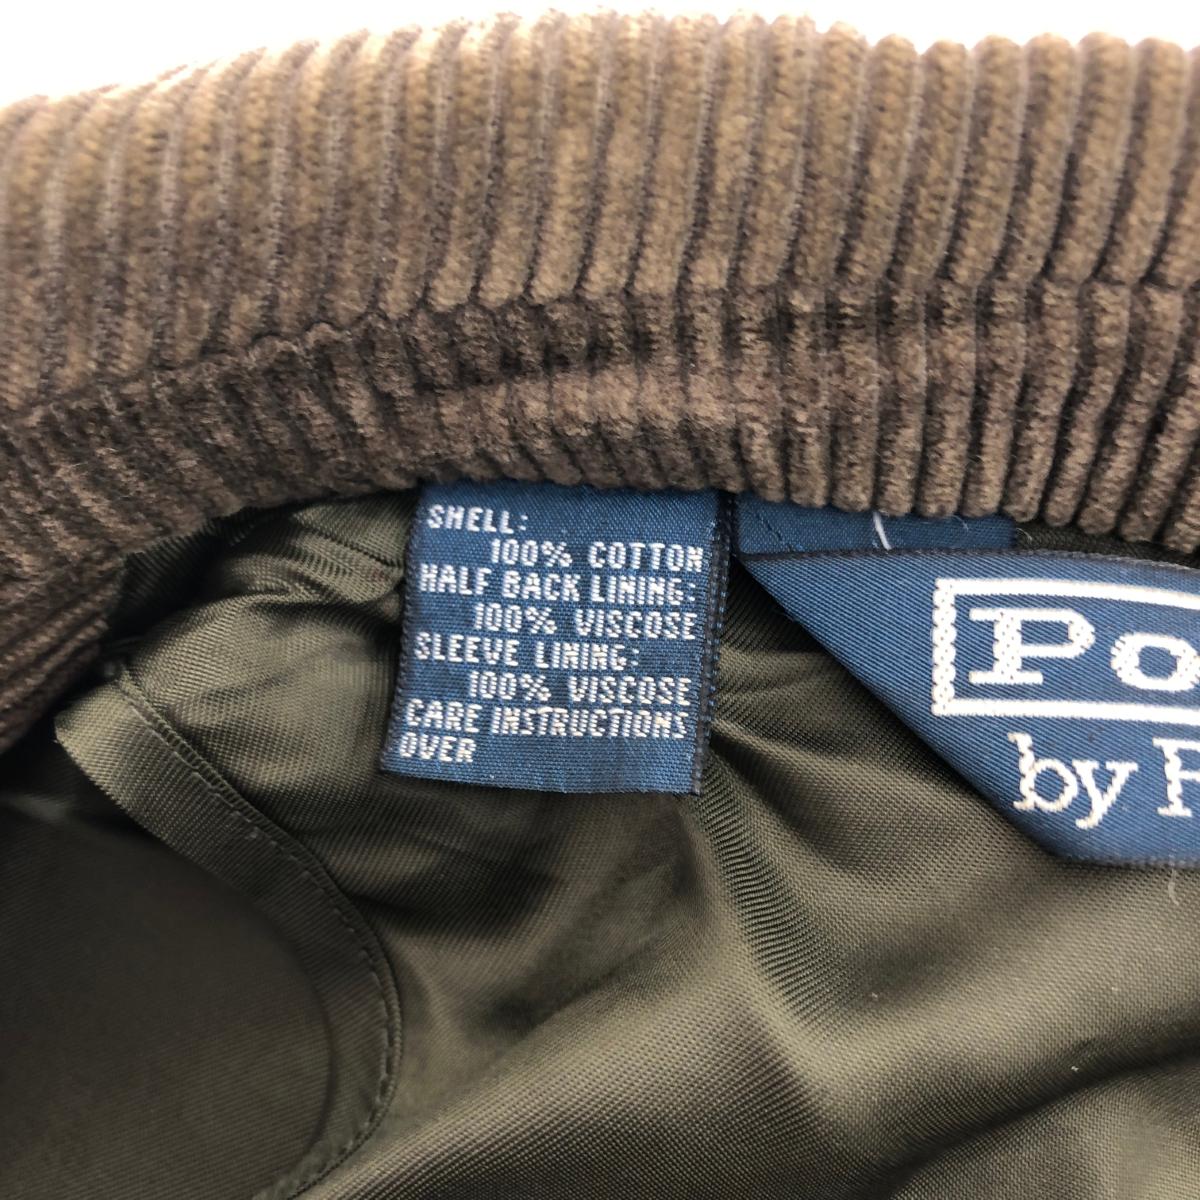 SHELL:
100% COTTON
HALF BACK LINING:
100% VISCOSE
SLEEVE LINING:
100% VISCOSE
CARE INSTRUCTIONS
OVER
Po
by